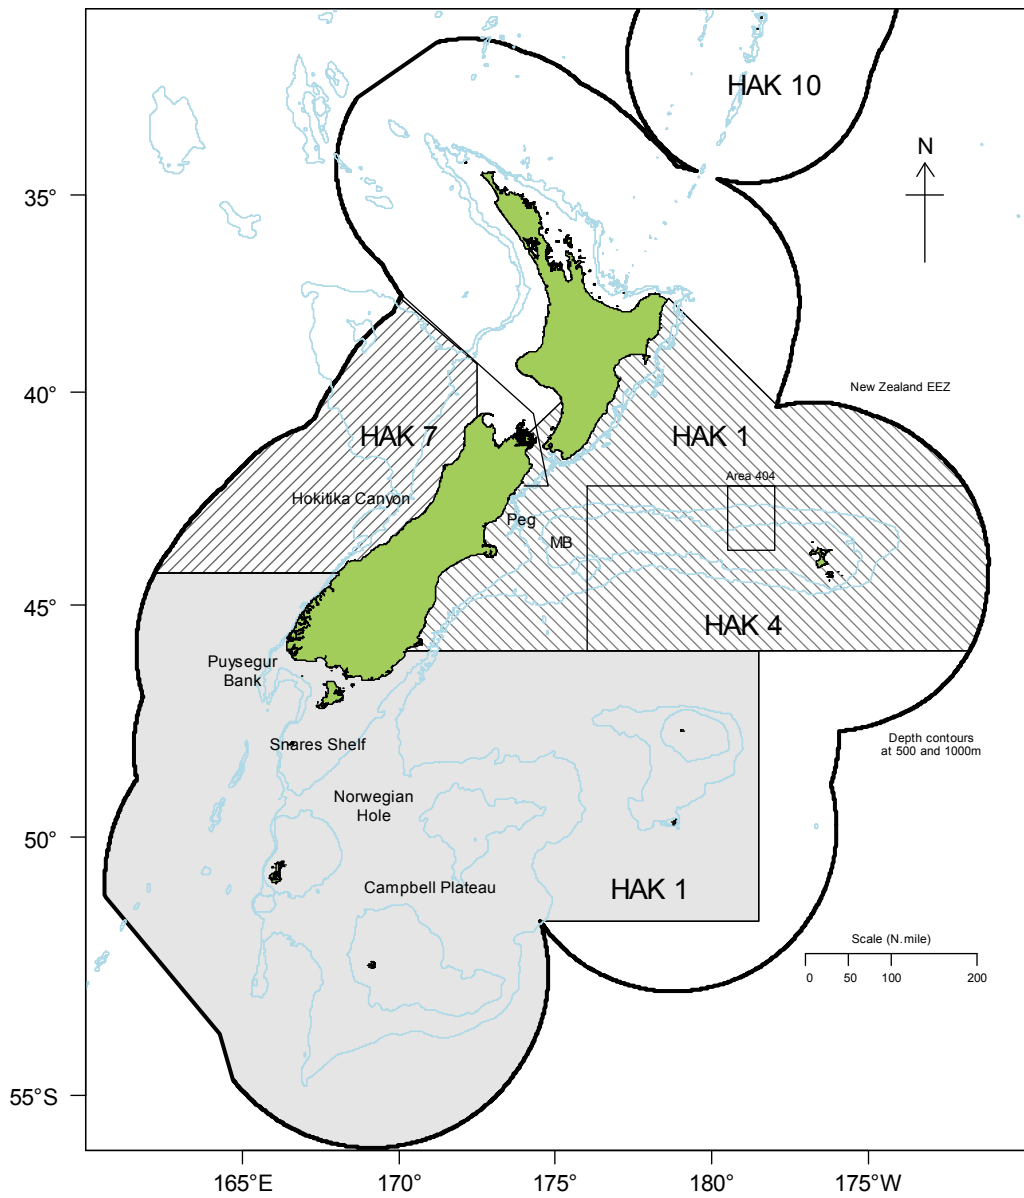 HAK 10
N
35°
40°
New Zealand EEZ
HAK 7
HAK 1
Area 404
Hokitika Canyon
Peg
MB
45°
HAK 4
Puysegur
Bank
Depth contours
at 500 and 1000m
Snares Shelf
Norwegian
Hole
50°
Campbell Plateau
HAK 1
Scale (N.mile)
0 50 100 200
55°S
165°E 170° 175° 180° 175°W